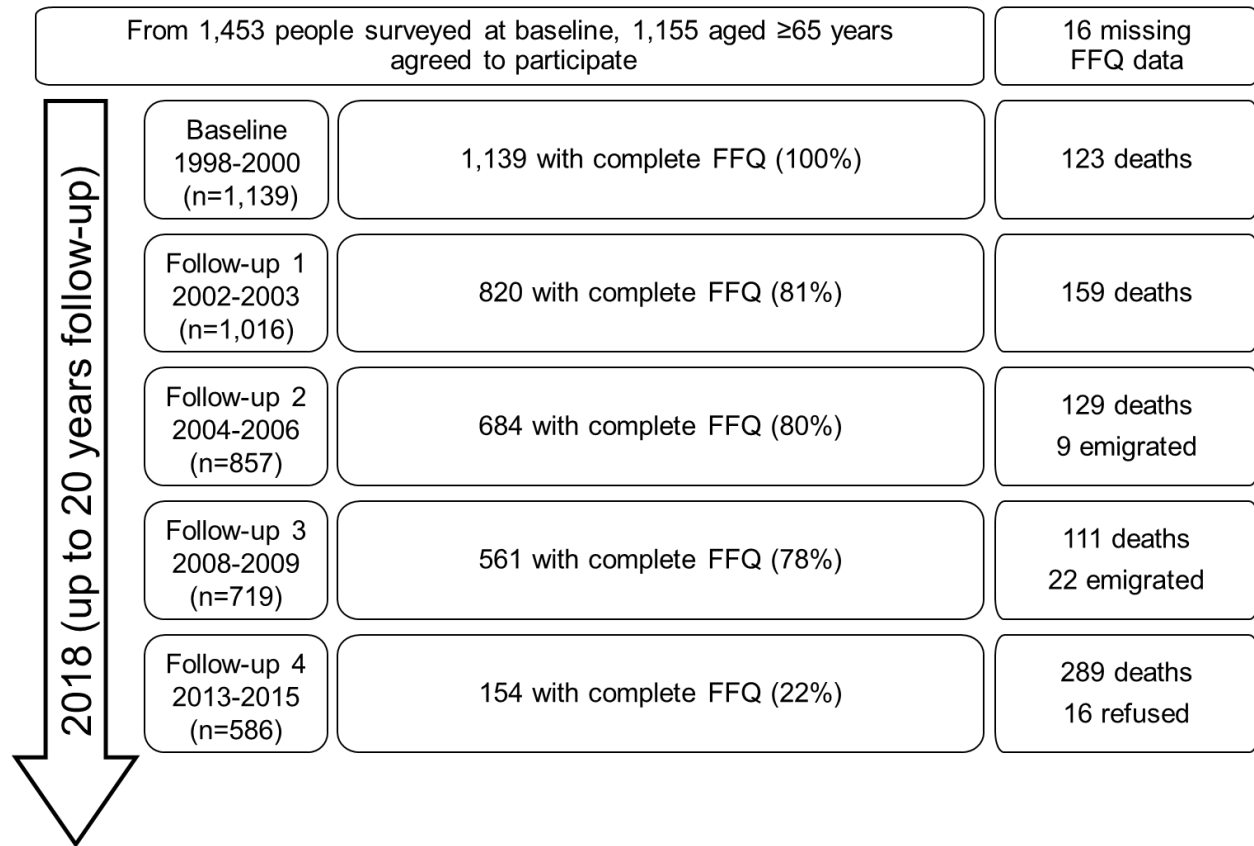 From 1,453 people surveyed at baseline, 1,155 aged ≥65 years
agreed to participate
16 missing
FFQ data
2018 (up to 20 years follow-up)
Baseline
1998-2000
(n=1,139)
1,139 with complete FFQ (100%)
123 deaths
Follow-up 1
2002-2003
(n=1,016)
820 with complete FFQ (81%)
159 deaths
Follow-up 2
2004-2006
(n=857)
684 with complete FFQ (80%)
129 deaths
9 emigrated
Follow-up 3
2008-2009
(n=719)
561 with complete FFQ (78%)
111 deaths
22 emigrated
Follow-up 4
2013-2015
(n=586)
154 with complete FFQ (22%)
289 deaths
16 refused